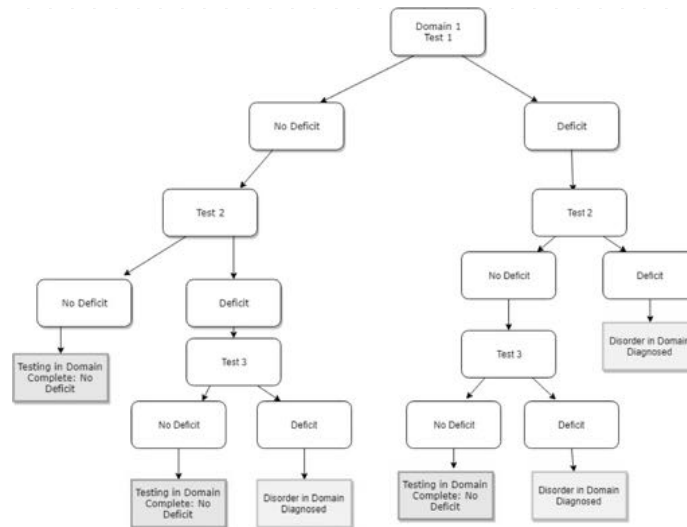 Domain 1
Test 1
No Deficit
Deficit
Test 2
Test 2
No Deficit
Deficit
No Deficit
Deficit
Testing in Domain
Complete: No
Deficit
Test 3
Test 3
Disorder in Domain
Diagnosed
No Deficit
Deficit
No Deficit
Deficit
Testing in Domain
Complete: No
Deficit
Disorder in Domain
Diagnosed
Testing in Domain
Complete: No
Deficit
Disorder in Domain
Diagnosed